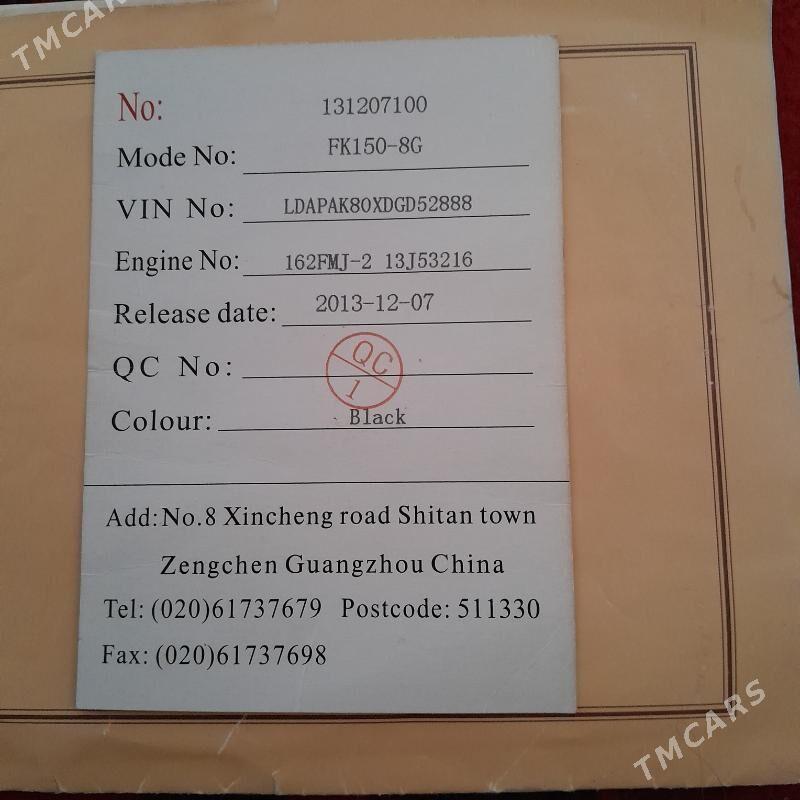 TMCARS
No: 131207100
Mode No: FK150-8G
VIN No: LDAPAK80XDGD52888
Engine No: 162FMJ-2 13J53216
Release date: 2013-12-07
QC No: QC 1
Colour: Black
Add:No.8 Xincheng road Shitan town
Zengchen Guangzhou China
Tel: (020)61737679 Postcode: 511330
Fax: (020)61737698
TMCARS